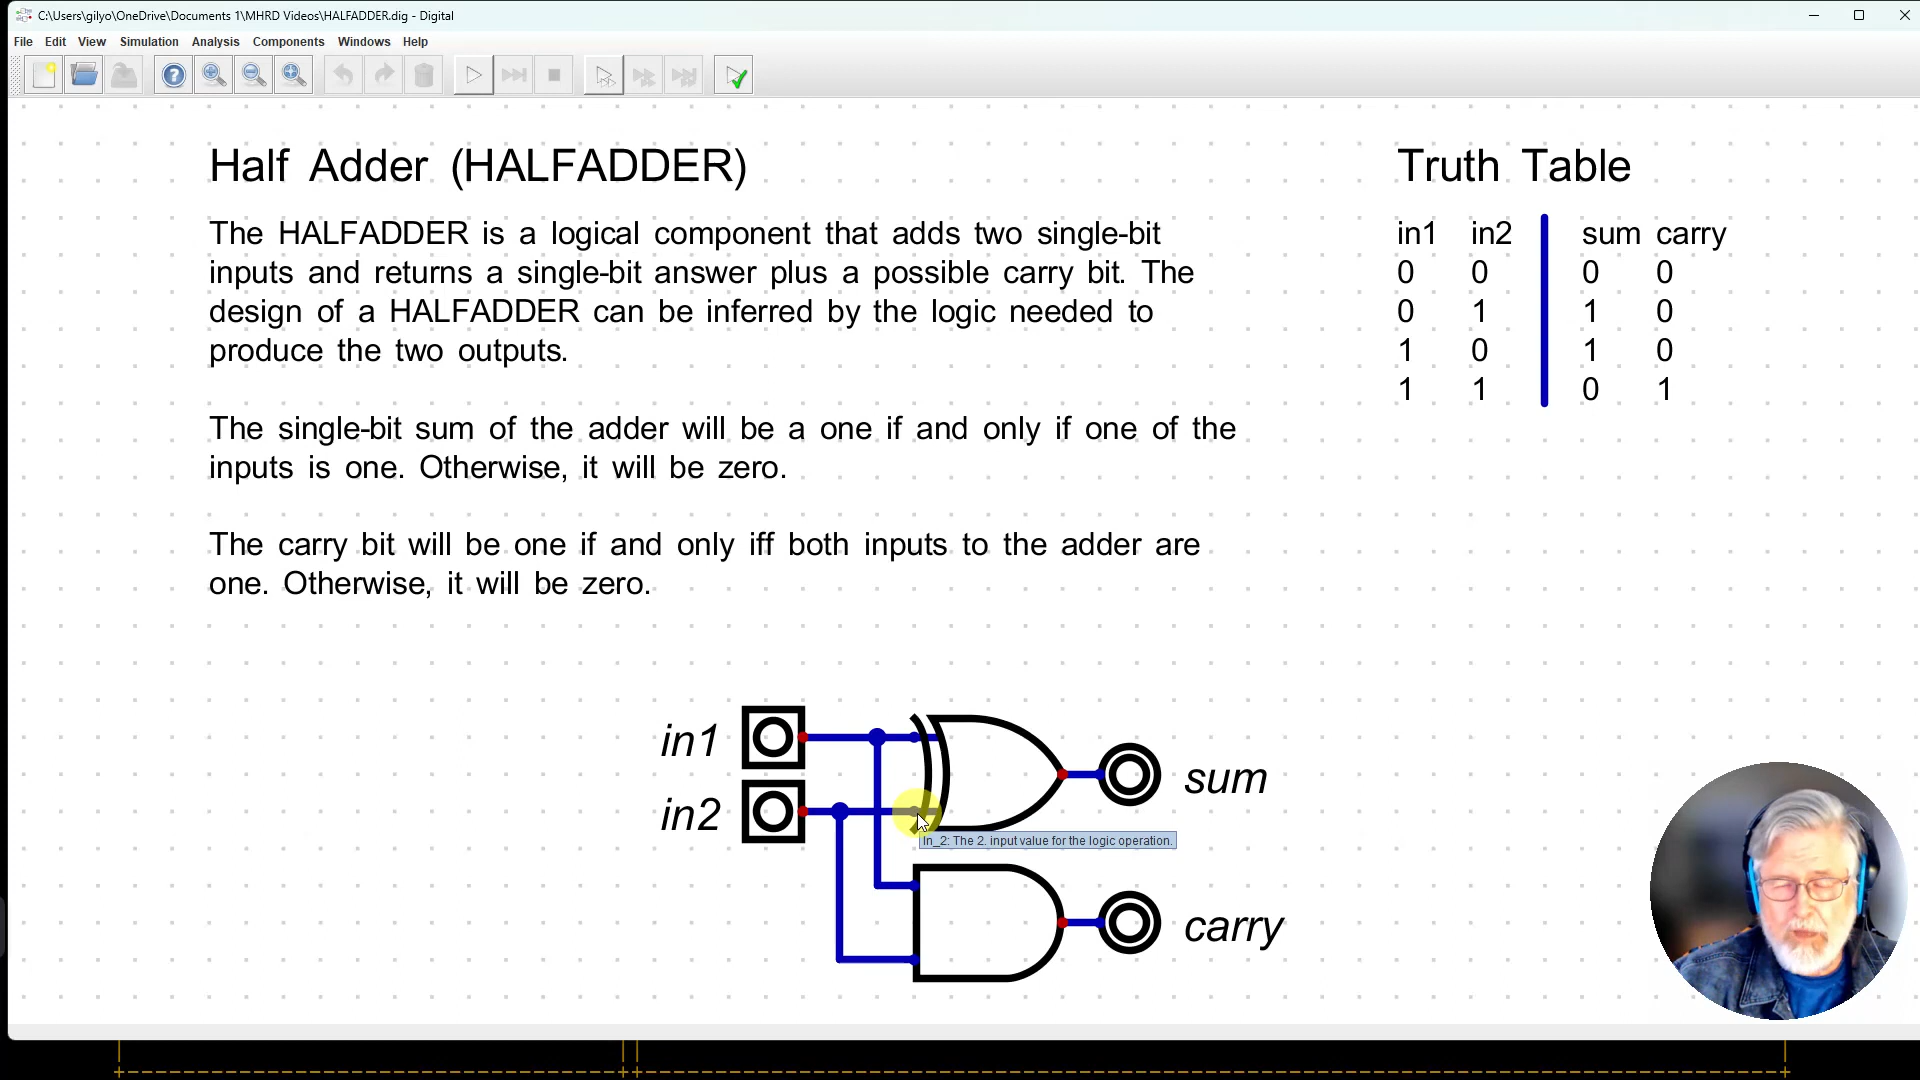 C:\Users\gilyo\OneDrive\Documents 1\MHRD Videos\HALFADDER.dig - Digital
File Edit View Simulation Analysis Components Windows Help
Half Adder (HALFADDER)
The HALFADDER is a logical component that adds two single-bit
inputs and returns a single-bit answer plus a possible carry bit. The
design of a HALFADDER can be inferred by the logic needed to
produce the two outputs.
The single-bit sum of the adder will be a one if and only if one of the
inputs is one. Otherwise, it will be zero.
The carry bit will be one if and only iff both inputs to the adder are
one. Otherwise, it will be zero.
Truth Table
in1 in2 sum carry
0 0 0 0
0 1 1 0
1 0 1 0
1 1 0 1
in1
in2
sum
In_2: The 2. input value for the logic operation.
carry